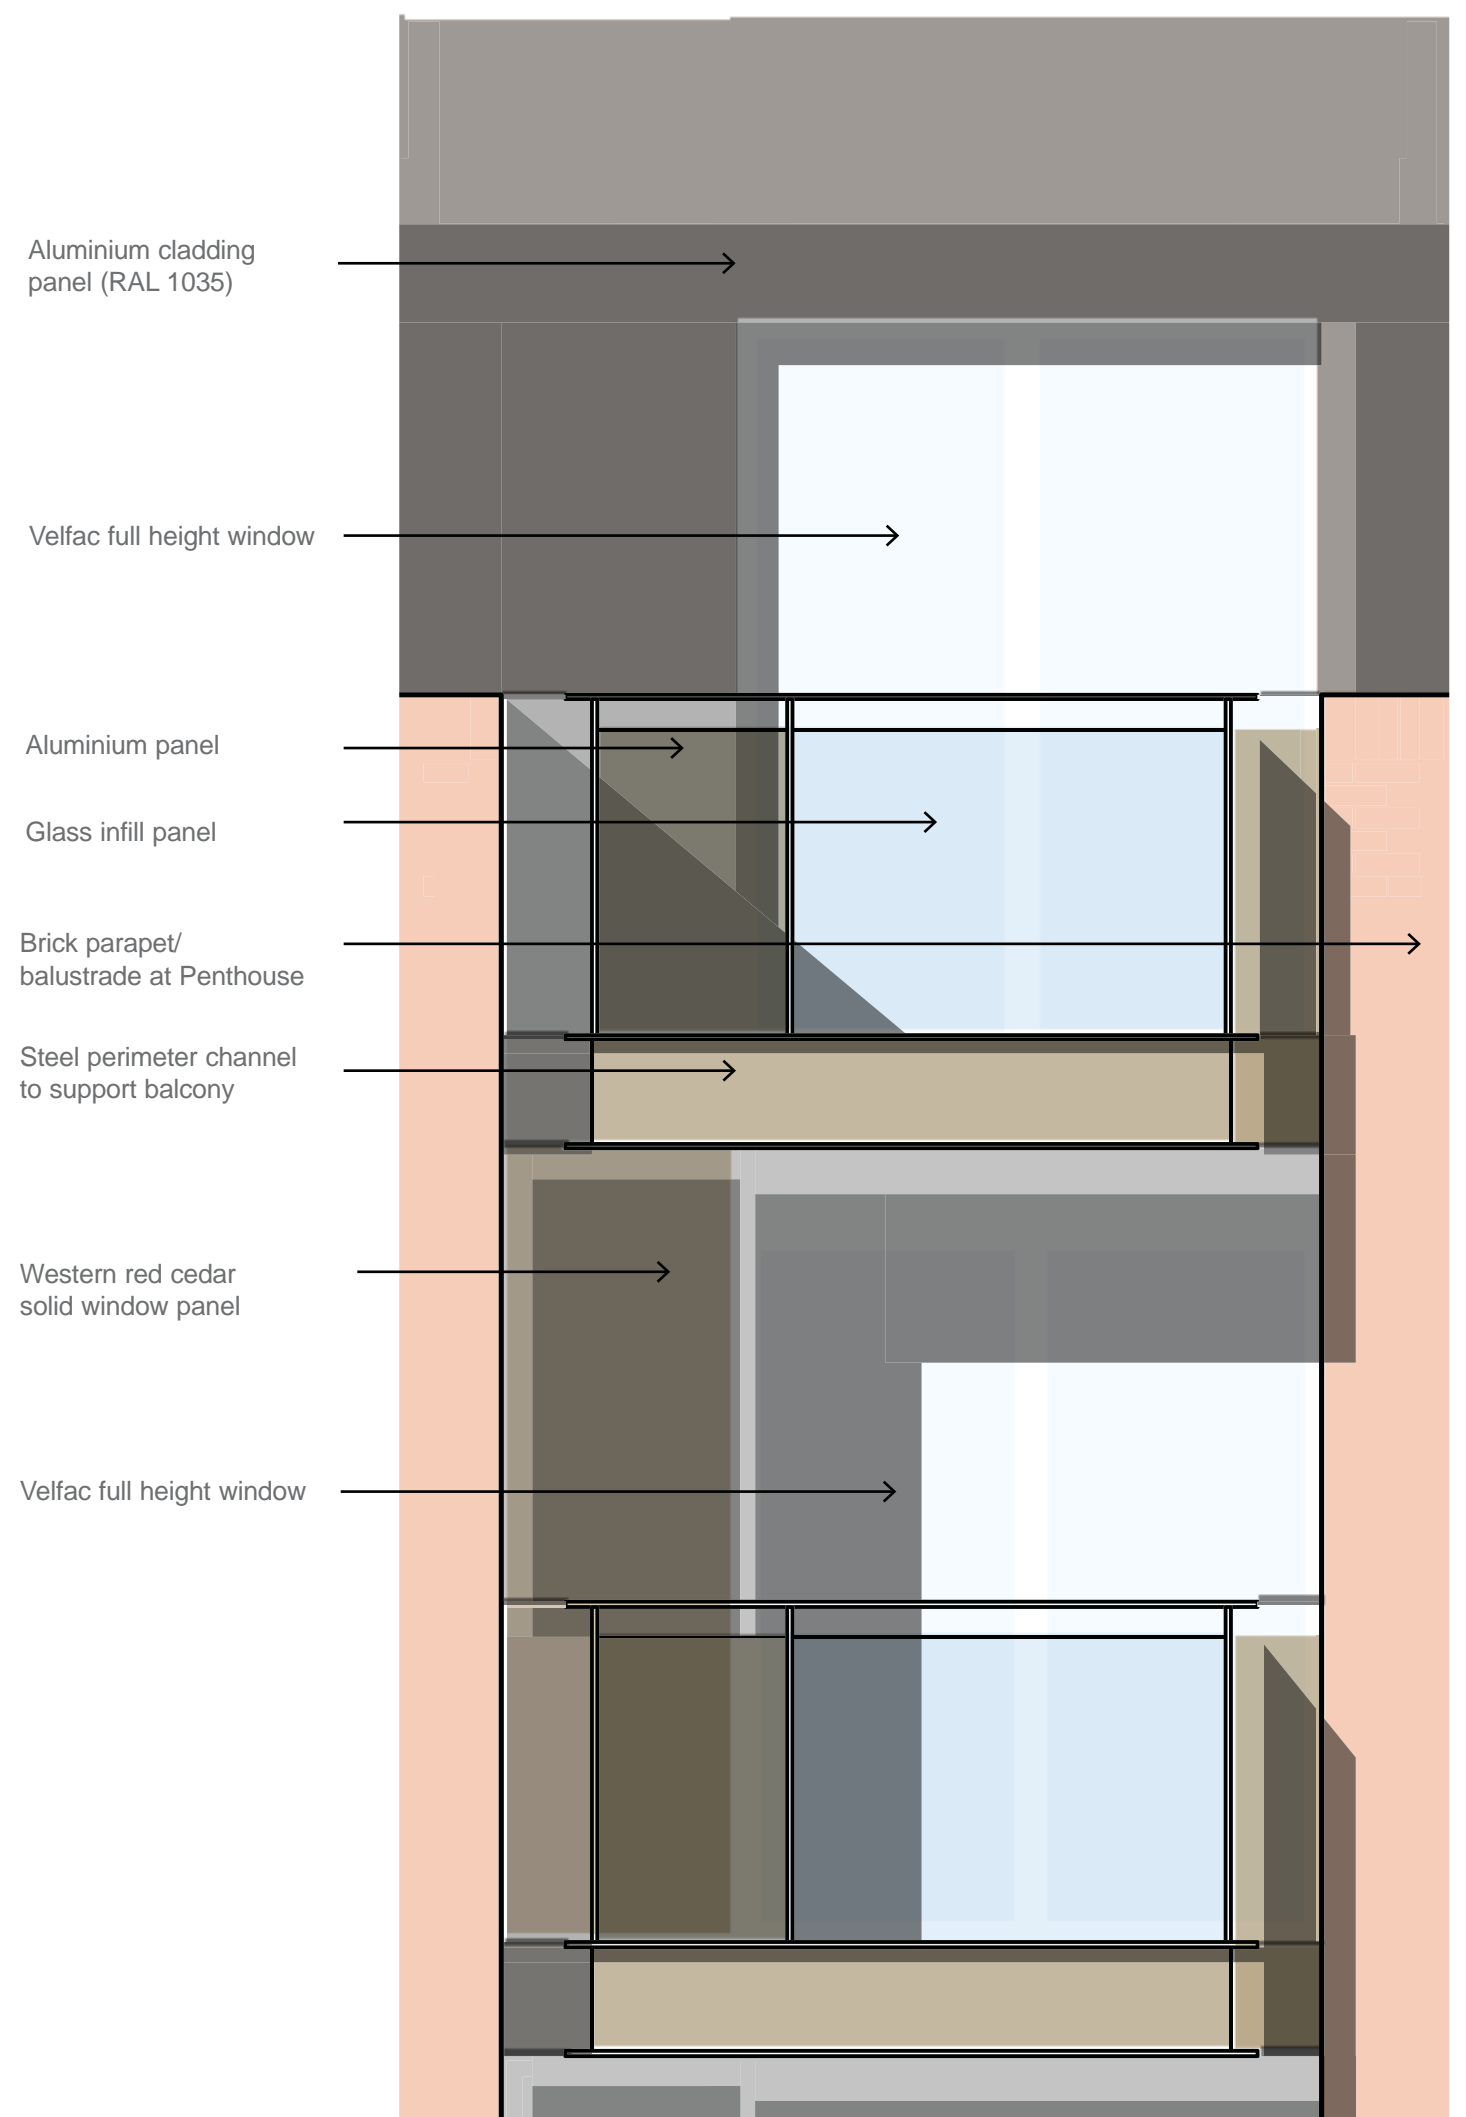 Aluminium cladding
panel (RAL 1035)
Velfac full height window
Aluminium panel
Glass infill panel
Brick parapet/
balustrade at Penthouse
Steel perimeter channel
to support balcony
Western red cedar
solid window panel
Velfac full height window